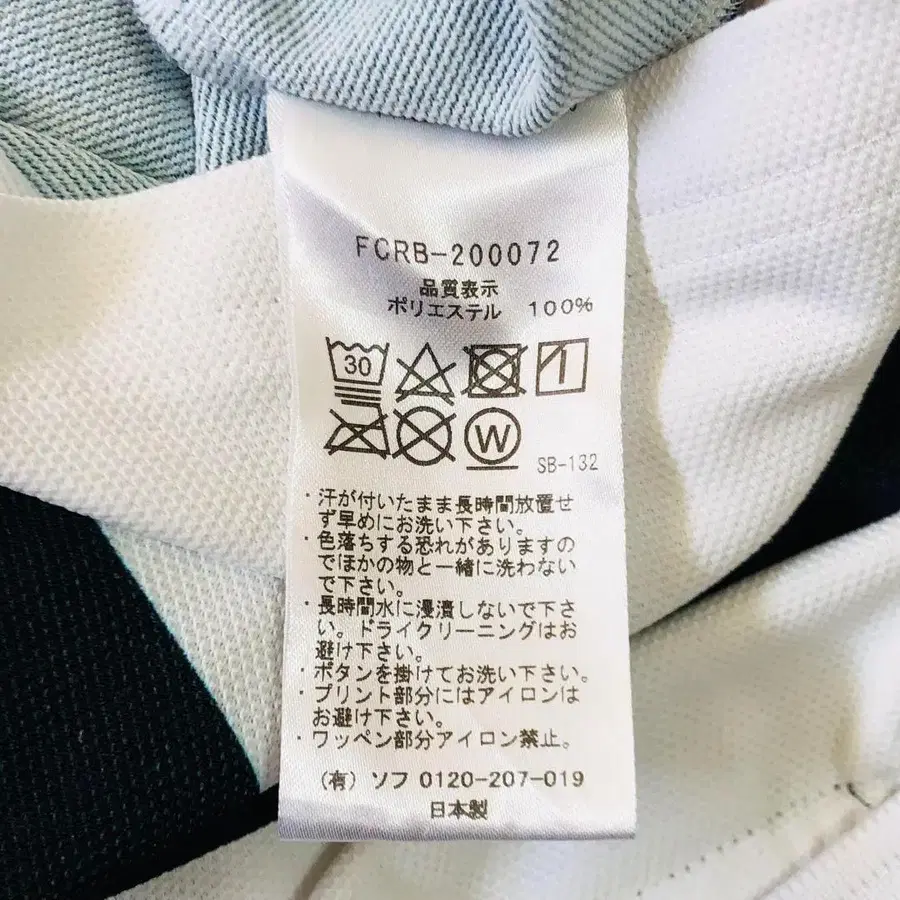 FCRB-200072
品質表示
ポリエステル 100%
30
W
SB-132
・汗が付いたまま長時間放置せ
ず早めにお洗い下さい。
・色落ちする恐れがありますの
でほかの物と一緒に洗わない
で下さい。
・長時間水に浸漬しないで下さ
い。ドライクリーニングはお
避け下さい。
・ボタンを掛けてお洗い下さい。
・プリント部分にはアイロンは
お避け下さい。
・ワッペン部分アイロン禁止。
(有) ソフ 0120-207-019
日本製